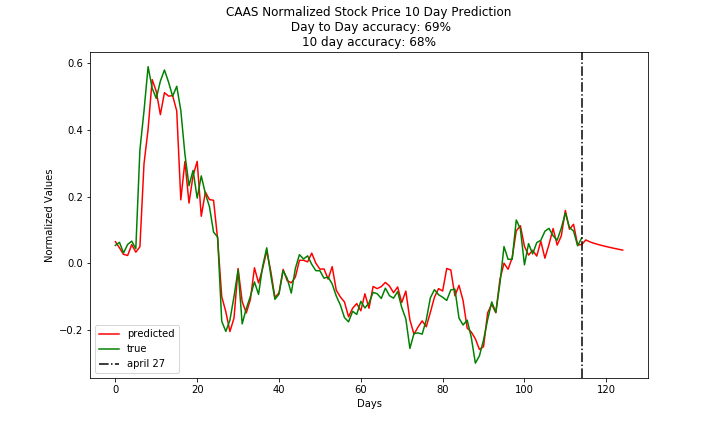 CAAS Normalized Stock Price 10 Day Prediction
Day to Day accuracy: 69%
10 day accuracy: 68%
0.6
0.4
0.2
0.0
−0.2
Normalized Values
predicted
true
april 27
0 20 40 60 80 100 120
Days